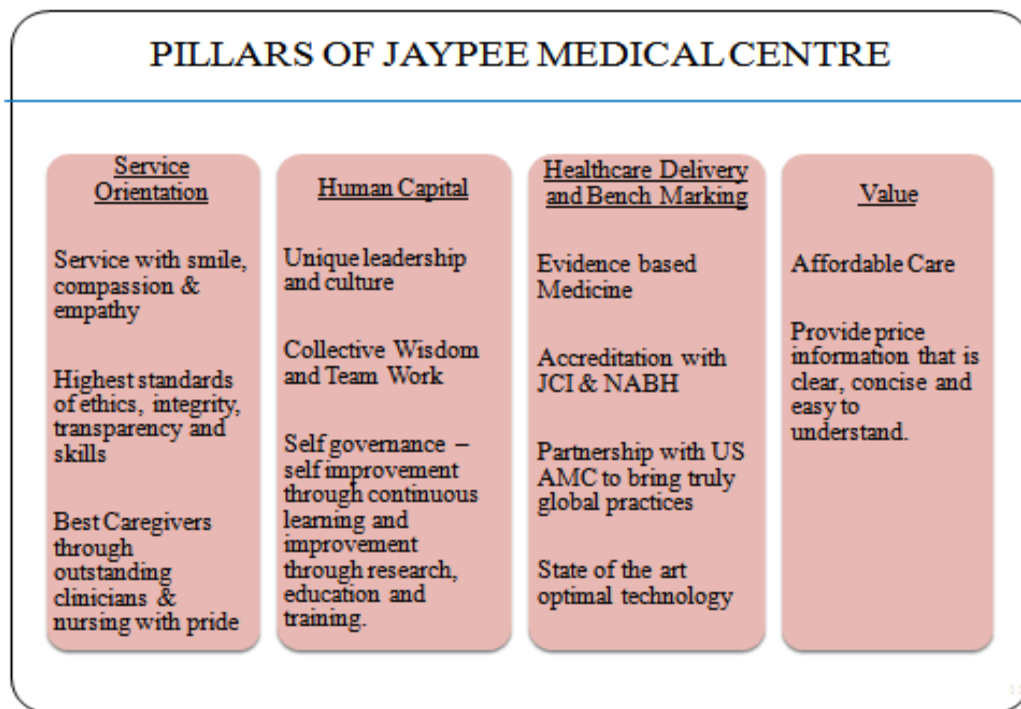 PILLARS OF JAYPEE MEDICAL CENTRE
Service
Orientation
Service with smile,
compassion &
empathy
Highest standards
of ethics, integrity,
transparency and
skills
Best Caregivers
through
outstanding
clinicians &
nursing with pride
Human Capital
Unique leadership
and culture
Collective Wisdom
and Team Work
Self governance –
self improvement
through continuous
learning and
improvement
through research,
education and
training.
Healthcare Delivery
and Bench Marking
Evidence based
Medicine
Accreditation with
JCI & NABH
Partnership with US
AMC to bring truly
global practices
State of the art
optimal technology
Value
Affordable Care
Provide price
information that is
clear, concise and
easy to
understand.